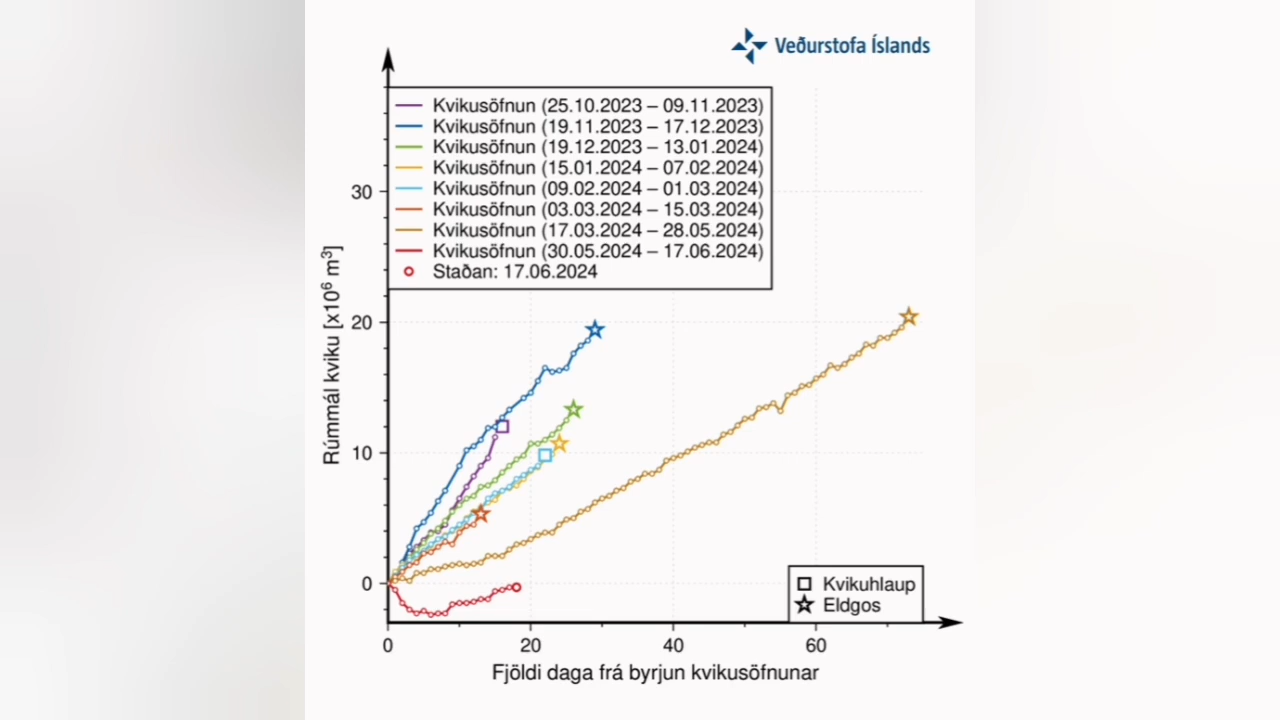 Veðurstofa Íslands
Kvikusöfnun (25.10.2023 – 09.11.2023)
Kvikusöfnun (19.11.2023 – 17.12.2023)
Kvikusöfnun (19.12.2023 – 13.01.2024)
Kvikusöfnun (15.01.2024 – 07.02.2024)
Kvikusöfnun (09.02.2024 – 01.03.2024)
Kvikusöfnun (03.03.2024 – 15.03.2024)
Kvikusöfnun (17.03.2024 – 28.05.2024)
Kvikusöfnun (30.05.2024 – 17.06.2024)
Staðan: 17.06.2024
Rúmmál kviku [x10⁶ m³]
30
20
10
0
Kvikuhlaup
Eldgos
0 20 40 60
Fjöldi daga frá byrjun kvikusöfnunar